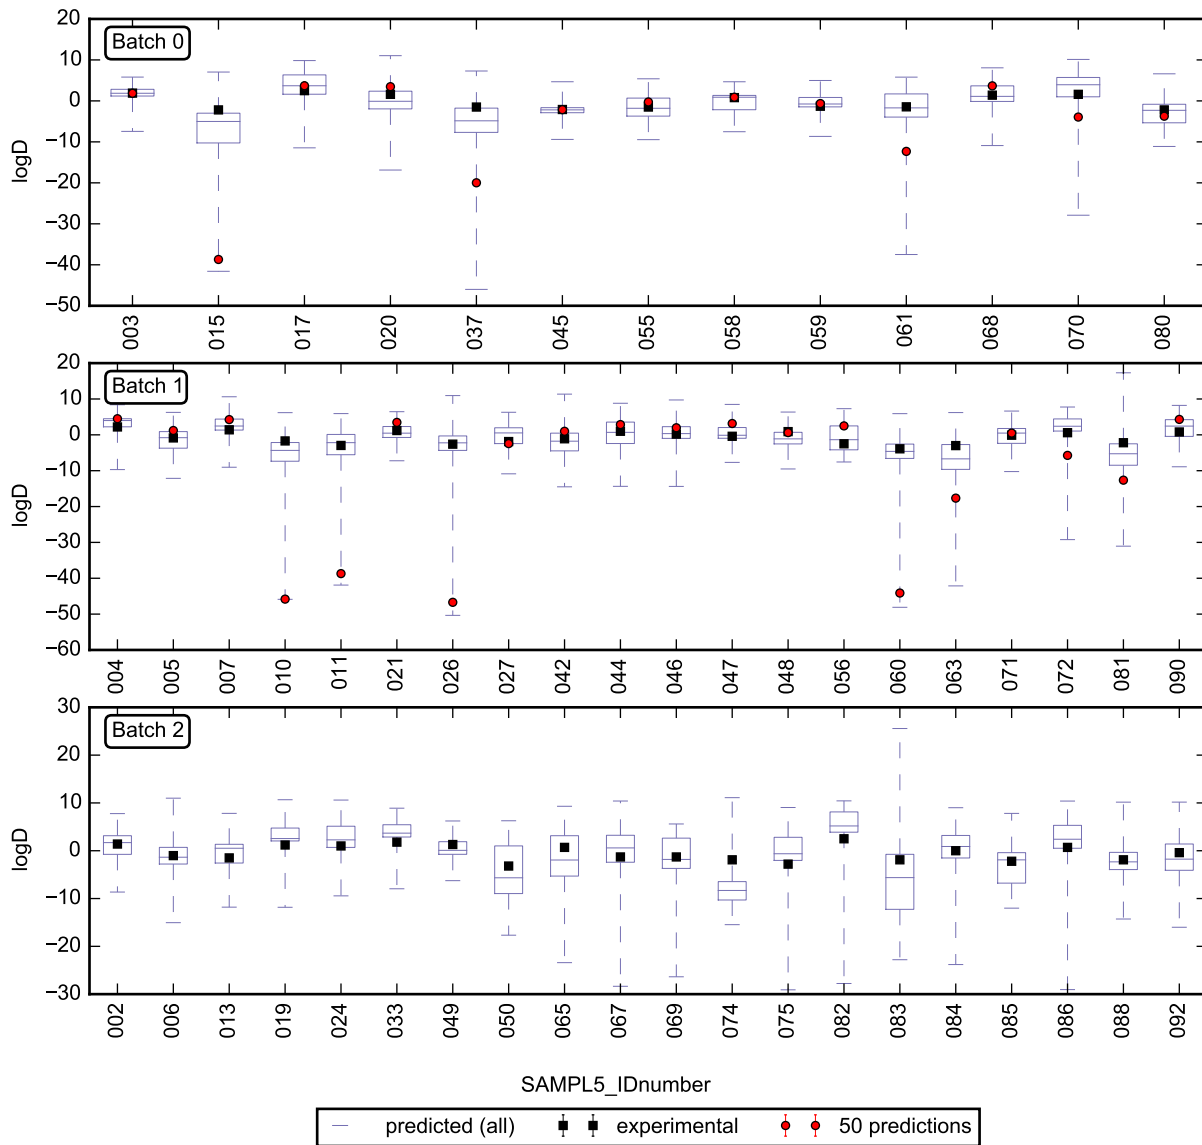 20
10
0
−10
−20
−30
−40
−50
logD
Batch 0
003 015 017 020 037 045 055 058 059 061 068 070 080
20
10
0
−10
−20
−30
−40
−50
−60
logD
Batch 1
004 005 007 010 011 021 026 027 042 044 046 047 048 056 060 063 071 072 081 090
30
20
10
0
−10
−20
−30
logD
Batch 2
002 006 013 019 024 033 049 050 065 067 069 074 075 082 083 084 085 086 088 092
SAMPL5_IDnumber
predicted (all) experimental 50 predictions